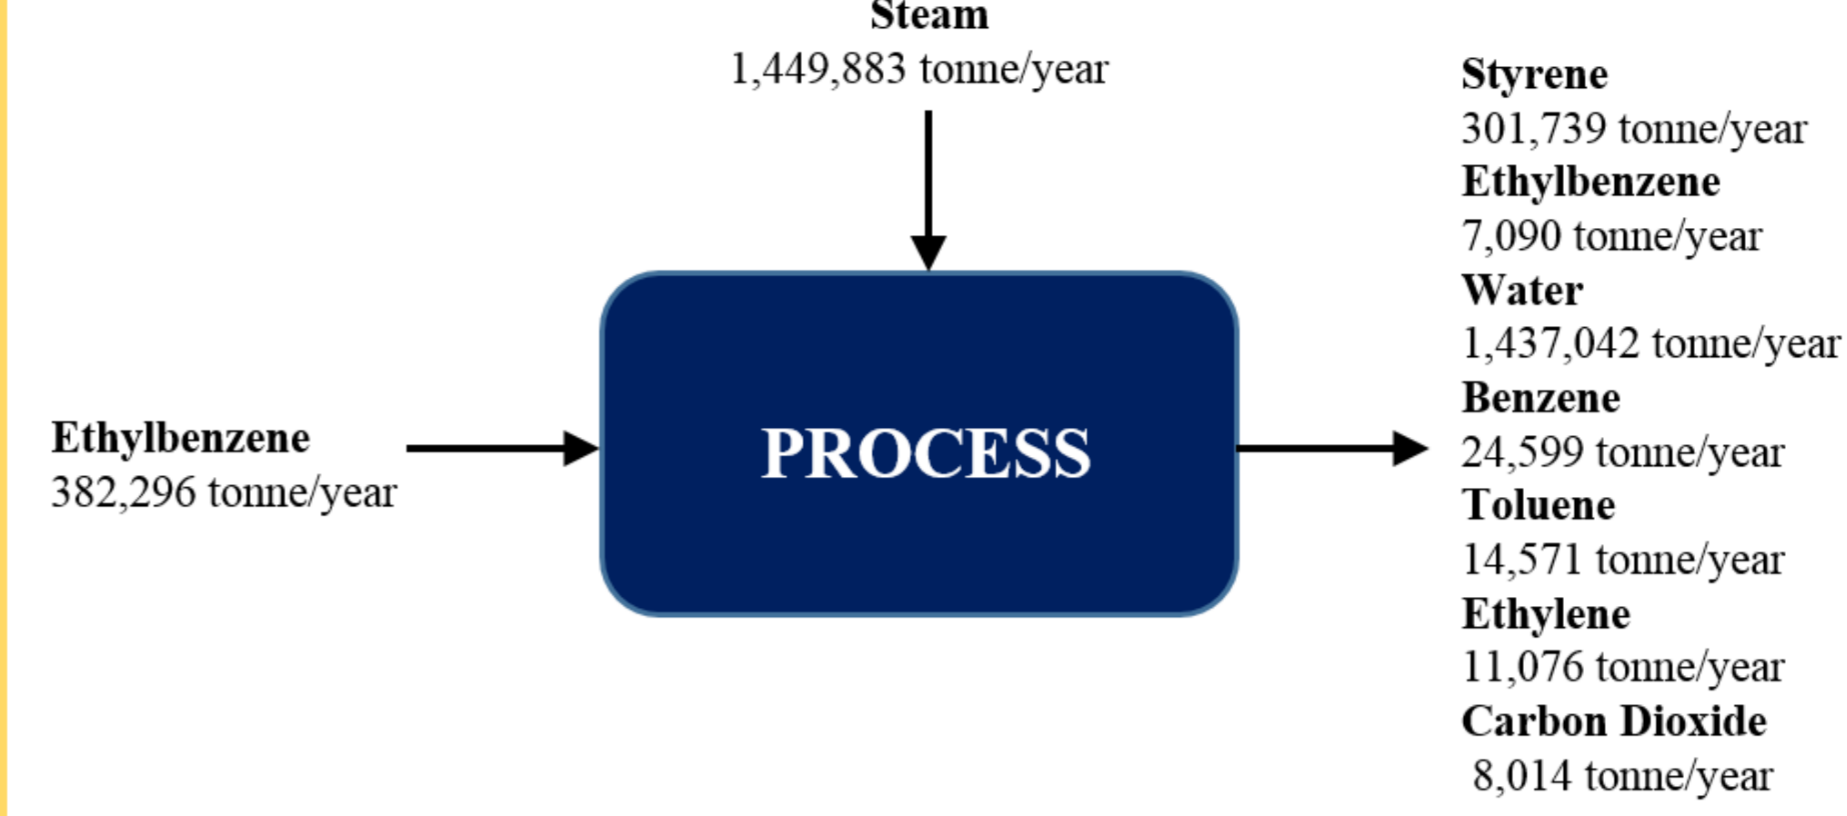 Steam
1,449,883 tonne/year
Ethylbenzene
382,296 tonne/year
PROCESS
Styrene
301,739 tonne/year
Ethylbenzene
7,090 tonne/year
Water
1,437,042 tonne/year
Benzene
24,599 tonne/year
Toluene
14,571 tonne/year
Ethylene
11,076 tonne/year
Carbon Dioxide
8,014 tonne/year